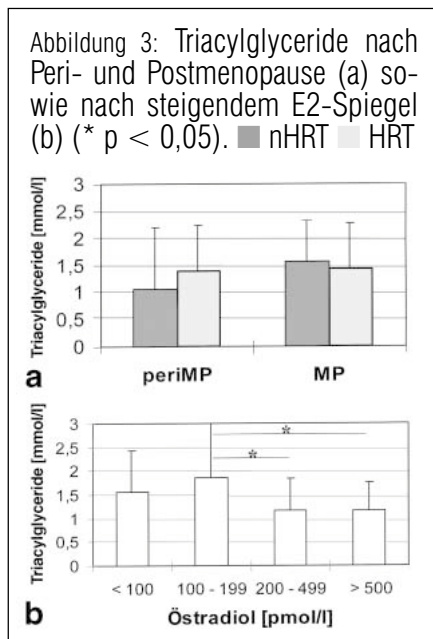 Abbildung 3: Triacylglyceride nach
Peri- und Postmenopause (a) so-
wie nach steigendem E2-Spiegel
(b) (* p < 0,05). nHRT HRT
Triacylglyceride [mmol/l]
3
2,5
2
1,5
1
0,5
0
periMP MP
a
Triacylglyceride [mmol/l]
3
2,5
2
1,5
1
0,5
0
*
*
< 100 100 - 199 200 - 499 > 500
Östradiol [pmol/l]
b